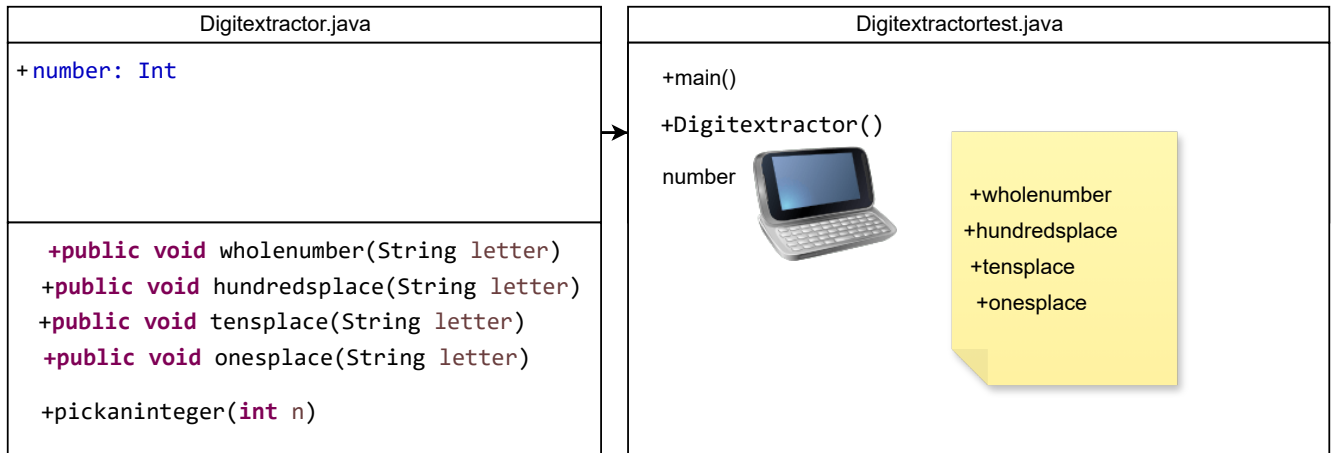 Digitextractor.java
+ number: Int
+public void wholenumber(String letter)
+public void hundredsplace(String letter)
+public void tensplace(String letter)
+public void onesplace(String letter)
+pickaninteger(int n)
Digitextractortest.java
+main()
+Digitextractor()
number
+wholenumber
+hundredsplace
+tensplace
+onesplace